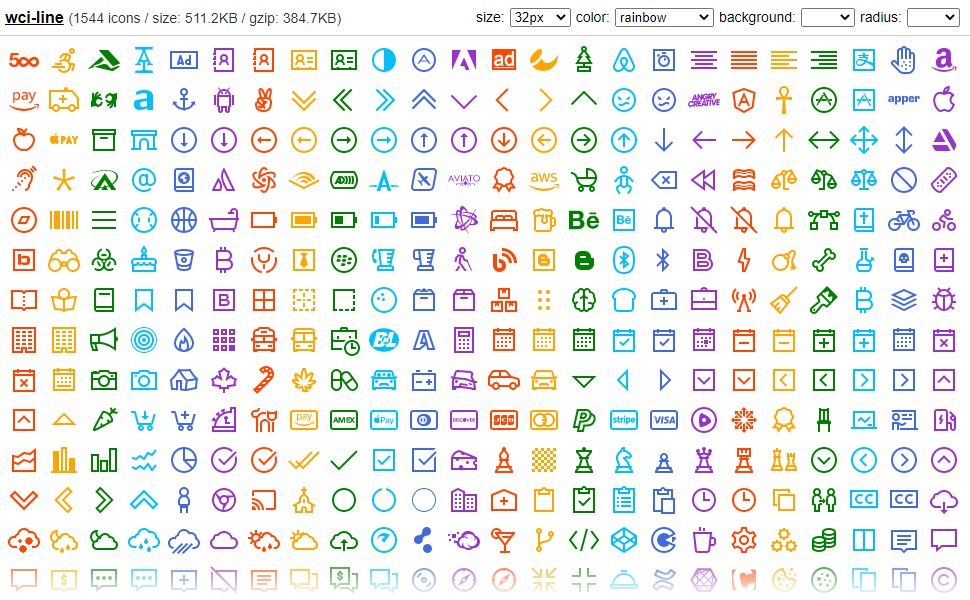 wci-line (1544 icons / size: 511.2KB / gzip: 384.7KB) size: 32px color: rainbow background: radius:
500 Ad ad a
pay a ANGRY CREATIVE apper
PAY
@ AVIATO aws
Bē Bē
b B
B
pay AMEX Pay DISCOVER stripe VISA
CC CC